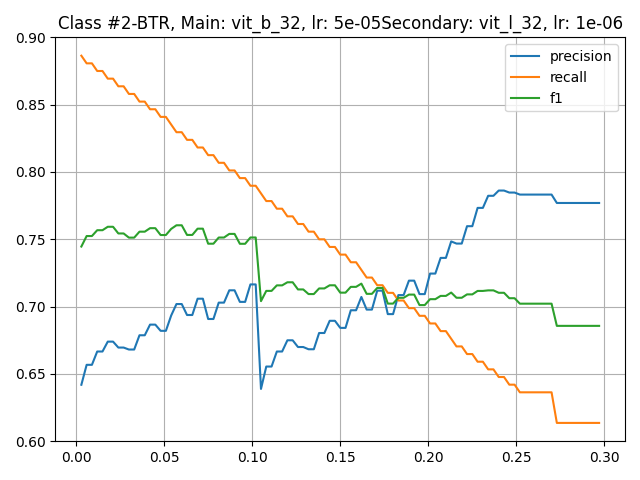 Class #2-BTR, Main: vit_b_32, lr: 5e-05Secondary: vit_l_32, lr: 1e-06
precision
recall
f1
0.90
0.85
0.80
0.75
0.70
0.65
0.60
0.00 0.05 0.10 0.15 0.20 0.25 0.30